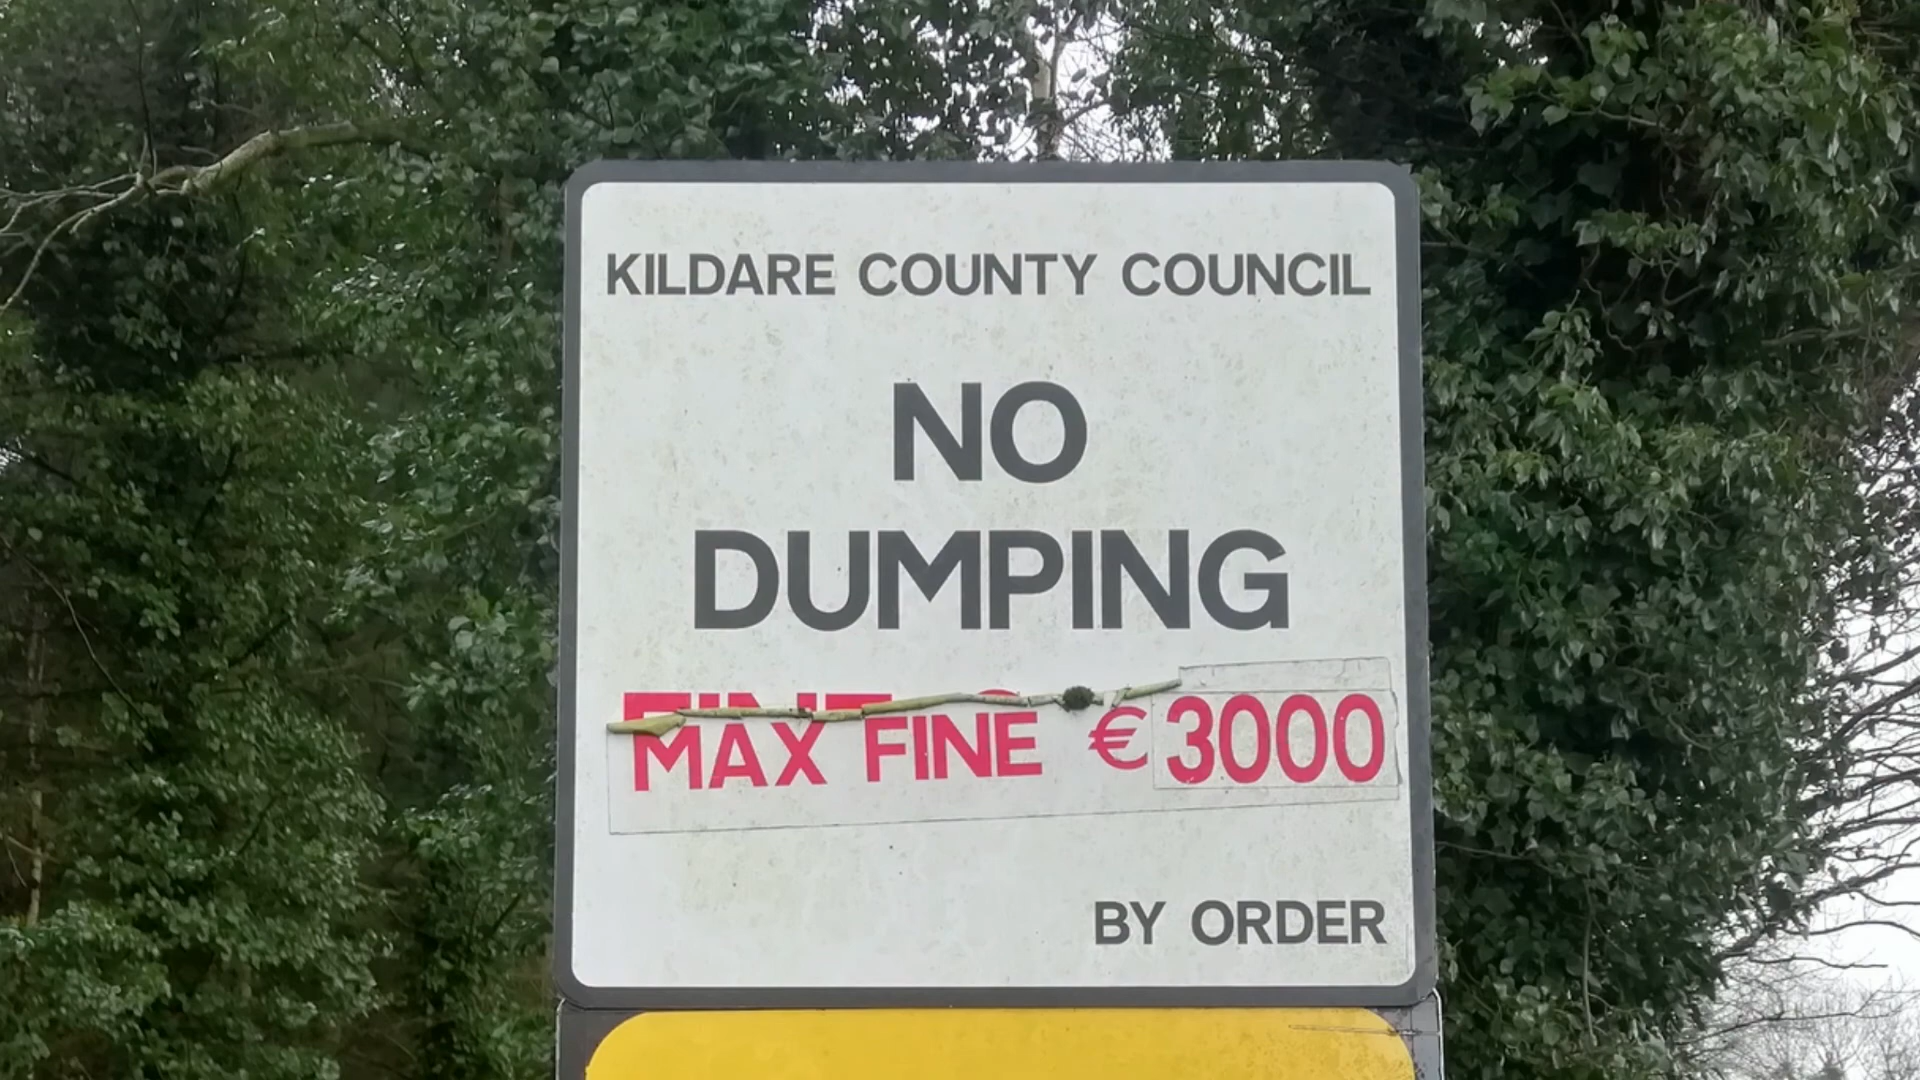 KILDARE COUNTY COUNCIL
NO
DUMPING
MAX FINE €3000
BY ORDER